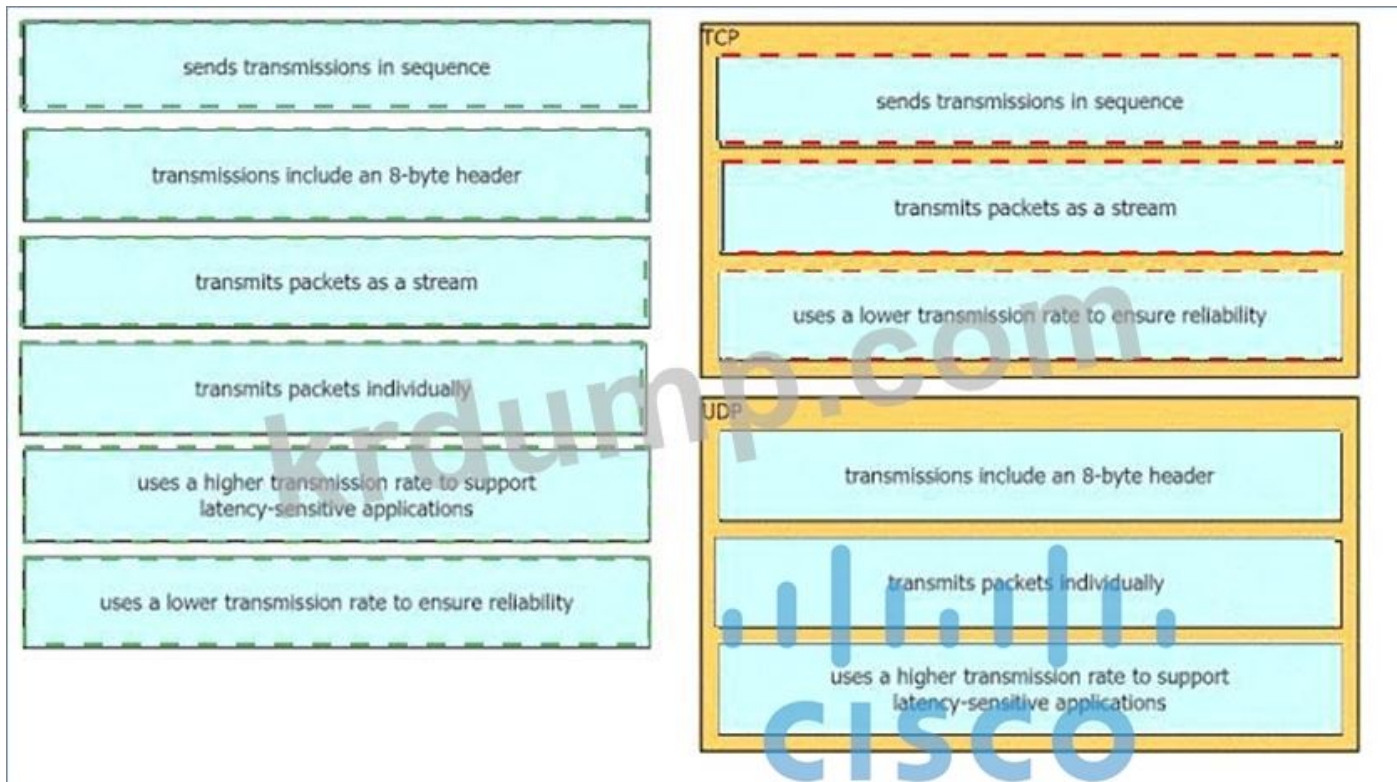 sends transmissions in sequence
transmissions include an 8-byte header
transmits packets as a stream
transmits packets individually
uses a higher transmission rate to support
latency-sensitive applications
uses a lower transmission rate to ensure reliability
TCP
sends transmissions in sequence
transmits packets as a stream
uses a lower transmission rate to ensure reliability
UDP
transmissions include an 8-byte header
transmits packets individually
uses a higher transmission rate to support
latency-sensitive applications
krdump.com
CISCO